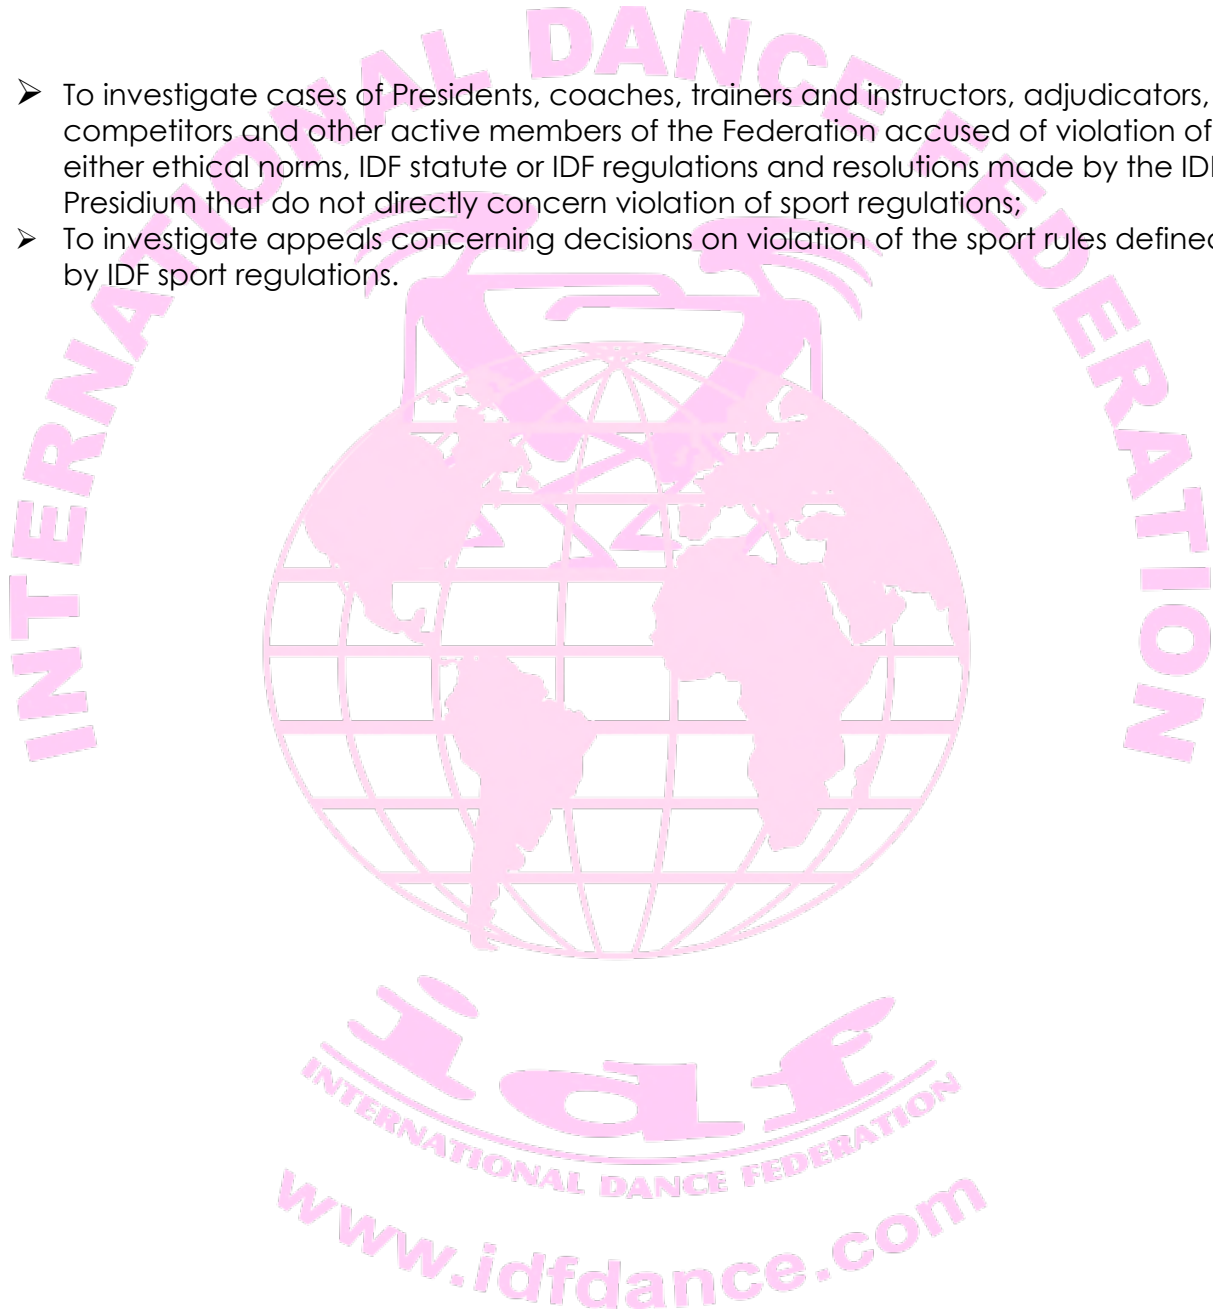 INTERNATIONAL DANCE FEDERATION
➢ To investigate cases of Presidents, coaches, trainers and instructors, adjudicators,
competitors and other active members of the Federation accused of violation of
either ethical norms, IDF statute or IDF regulations and resolutions made by the IDF
Presidium that do not directly concern violation of sport regulations;
➢ To investigate appeals concerning decisions on violation of the sport rules defined
by IDF sport regulations.
idf
INTERNATIONAL DANCE FEDERATION
www.idfdance.com